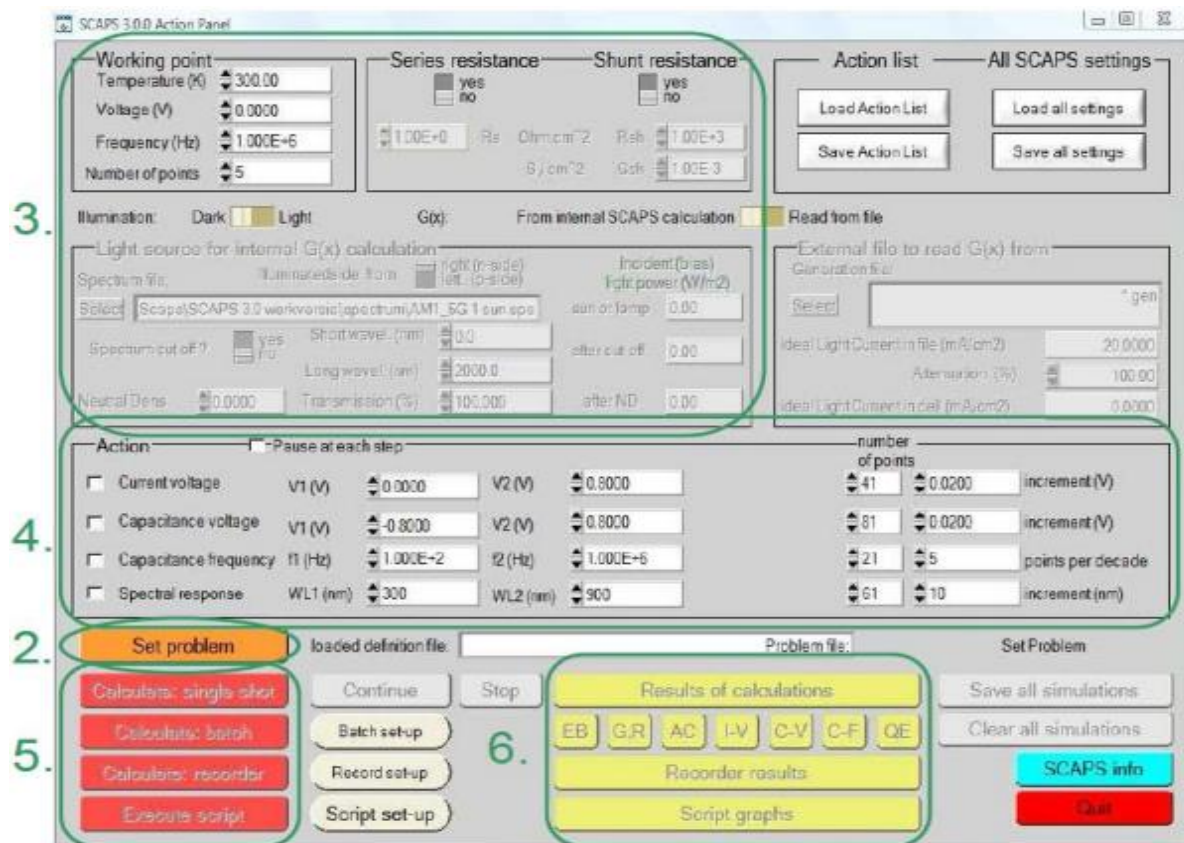 SCAPS 3.0.0 Action Panel
Working point
Temperature (K) 300.00
Voltage (V) 0.0000
Frequency (Hz) 1.000E+6
Number of points 5
Series resistance
yes
no
Shunt resistance
yes
no
1.00E+0 Rs Ohm.cm^2 Rsh 1.00E+3
S / cm^2 Gsh 1.00E-3
Action list
Load Action List
Save Action List
All SCAPS settings
Load all settings
Save all settings
3.
Illumination: Dark Light G(x): From internal SCAPS calculation Read from file
Light source for internal G(x) calculation
Spectrum file: Illuminated side: from right (n-side)
left (p-side)
Incident (bias)
light power (W/m2)
Select SCAPS 3.0 spectrum\AM1_5G 1 sun.spe
sun or lamp 0.00
Spectrum cut off ? yes
no
Short wavel. (nm) 0.0
after cut off 0.00
Long wavel. (nm) 2000.0
Neutral Dens. 0.0000 Transmission (%) 100.000 after ND 0.00
External file to read G(x) from
Generation file:
Select *.gen
Ideal Light Current in file (mA/cm2) 20.0000
Attenuation (%) 100.00
Ideal Light Current in cell (mA/cm2) 0.0000
4.
Action Pause at each step number
of points
Current voltage V1 (V) 0.0000 V2 (V) 0.8000 41 0.0200 increment (V)
Capacitance voltage V1 (V) -0.8000 V2 (V) 0.8000 81 0.0200 increment (V)
Capacitance frequency f1 (Hz) 1.000E+2 f2 (Hz) 1.000E+6 21 5 points per decade
Spectral response WL1 (nm) 300 WL2 (nm) 900 61 10 increment (nm)
2.
Set problem loaded definition file: Problem file: Set Problem
5.
Calculate: single shot Continue Stop Results of calculations Save all simulations
6.
Calculate: batch Batch set-up EB G,R AC I-V C-V C-F QE Clear all simulations
Calculate: recorder Record set-up Recorder results SCAPS info
Execute script Script set-up Script graphs Quit